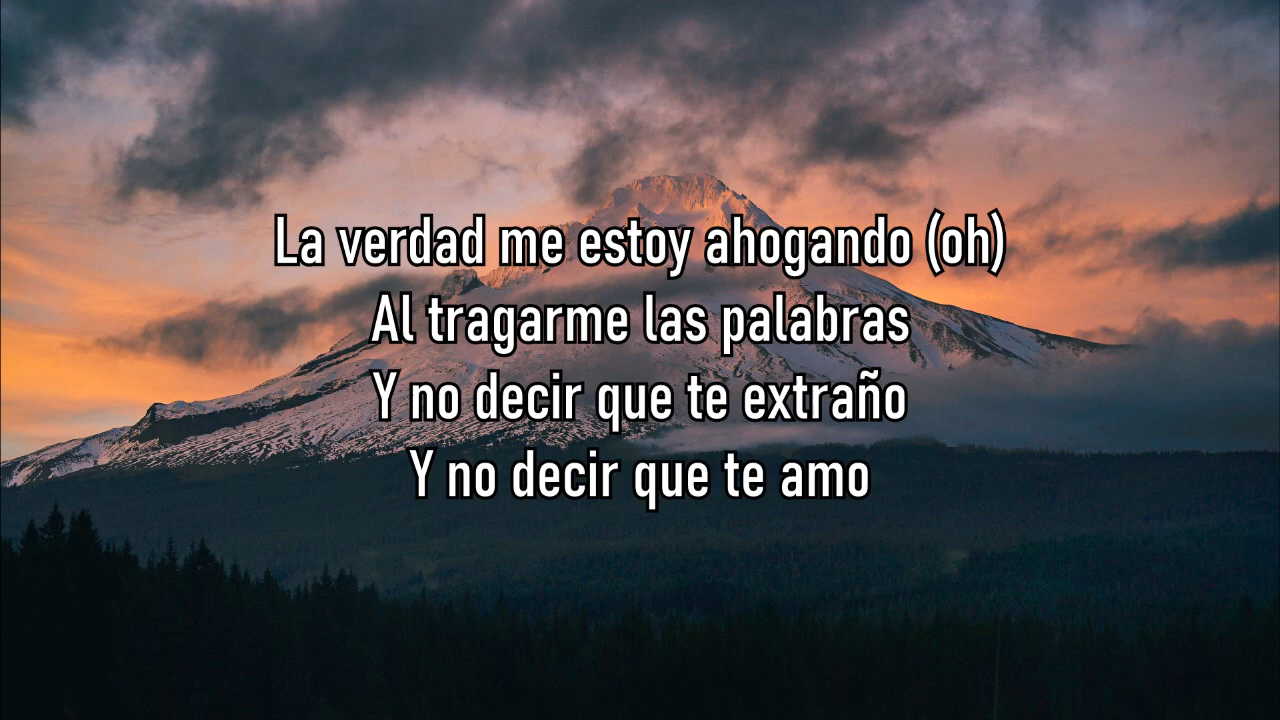 La verdad me estoy ahogando (oh)
Al tragarme las palabras
Y no decir que te extraño
Y no decir que te amo